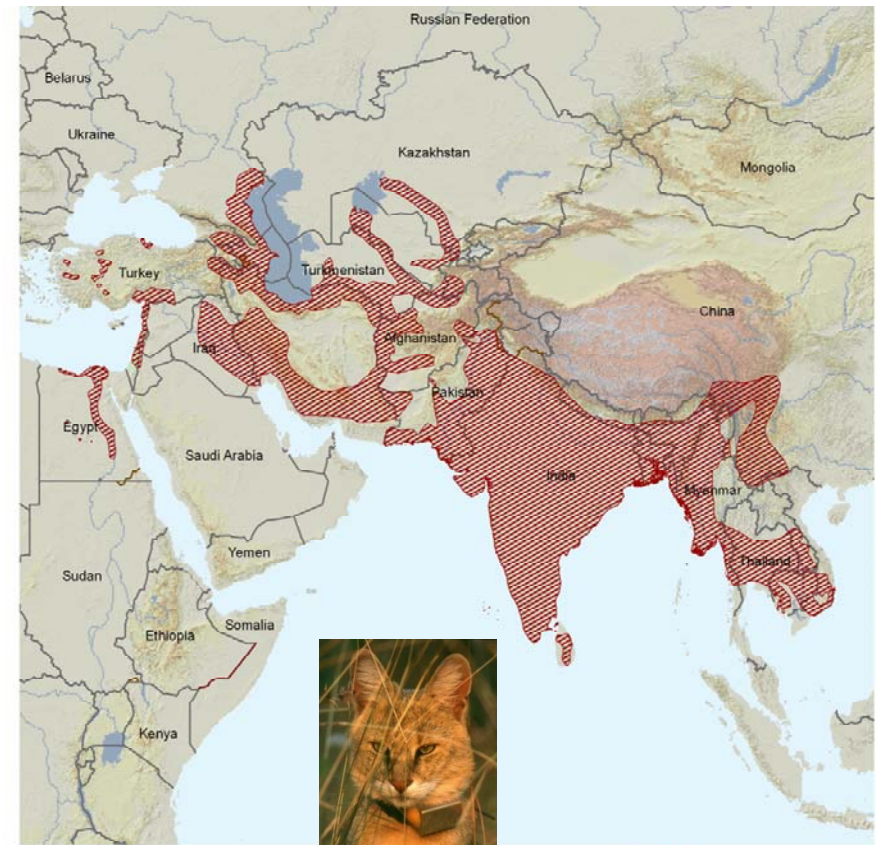 Russian Federation
Belarus
Ukraine
Kazakhstan
Mongolia
Turkey
Turkmenistan
China
Iran
Afghanistan
Pakistan
Egypt
Saudi Arabia
India
Myanmar
Yemen
Thailand
Sudan
Somalia
Ethiopia
Kenya